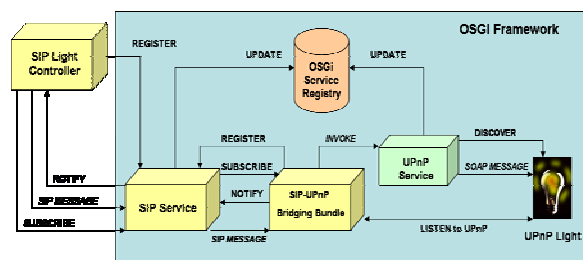 OSGi Framework
SIP Light
Controller
REGISTER
UPDATE
UPDATE
OSGi
Service
Registry
REGISTER
INVOKE
DISCOVER
SUBSCRIBE
UPnP
Service
SOAP MESSAGE
NOTIFY
NOTIFY
SIP MESSAGE
SIP Service
SIP-UPnP
Bridging Bundle
SUBSCRIBE
SIP MESSAGE
LISTEN to UPnP
UPnP Light